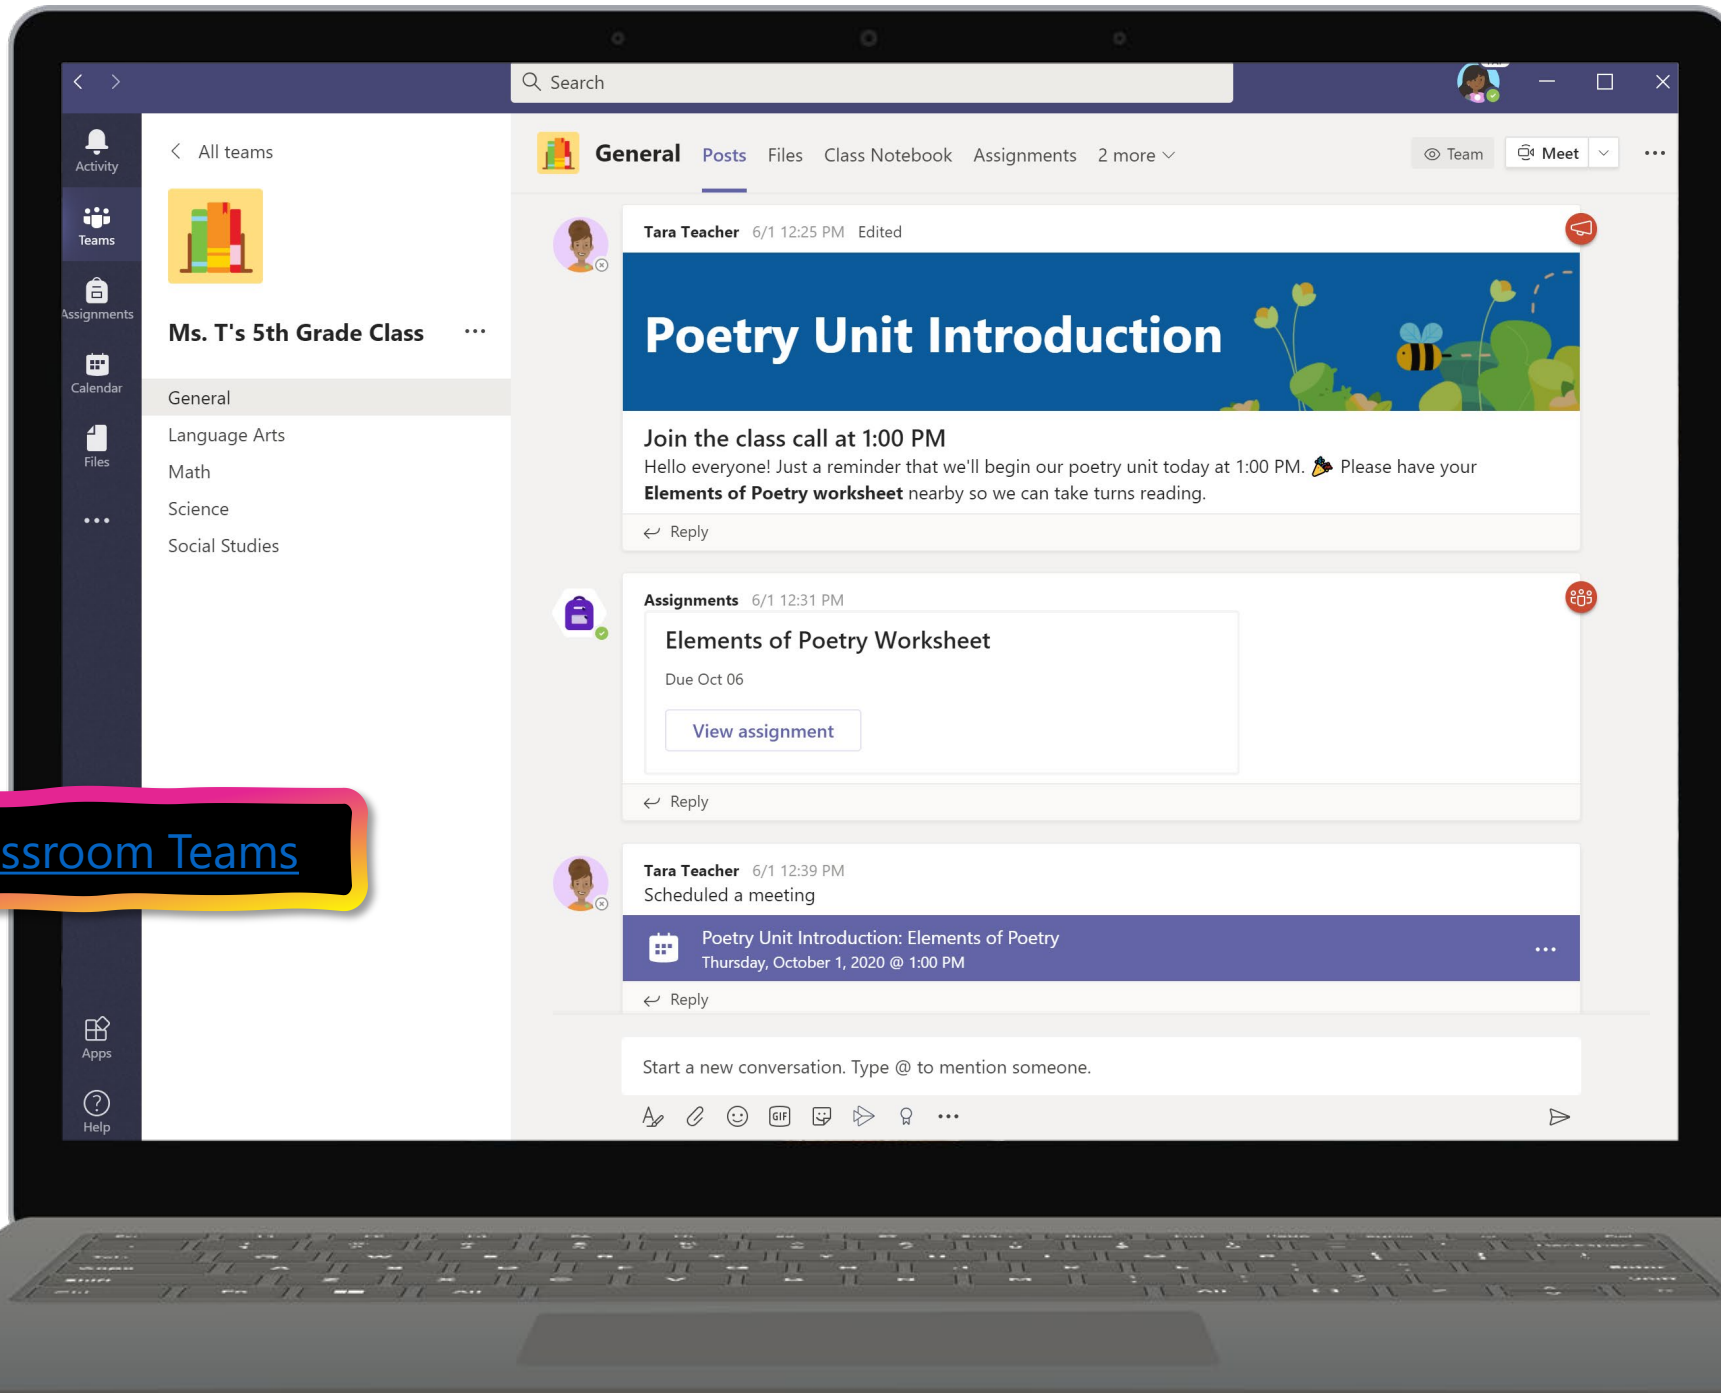 Search
Activity
Teams
Assignments
Calendar
Files
Apps
Help
All teams
Ms. T's 5th Grade Class
General
Language Arts
Math
Science
Social Studies
General Posts Files Class Notebook Assignments 2 more
Team Meet
Tara Teacher 6/1 12:25 PM Edited
Poetry Unit Introduction
Join the class call at 1:00 PM
Hello everyone! Just a reminder that we'll begin our poetry unit today at 1:00 PM. 🎉 Please have your
Elements of Poetry worksheet nearby so we can take turns reading.
Reply
Assignments 6/1 12:31 PM
Elements of Poetry Worksheet
Due Oct 06
View assignment
Reply
ssroom Teams
Tara Teacher 6/1 12:39 PM
Scheduled a meeting
Poetry Unit Introduction: Elements of Poetry
Thursday, October 1, 2020 @ 1:00 PM
Reply
Start a new conversation. Type @ to mention someone.
GIF